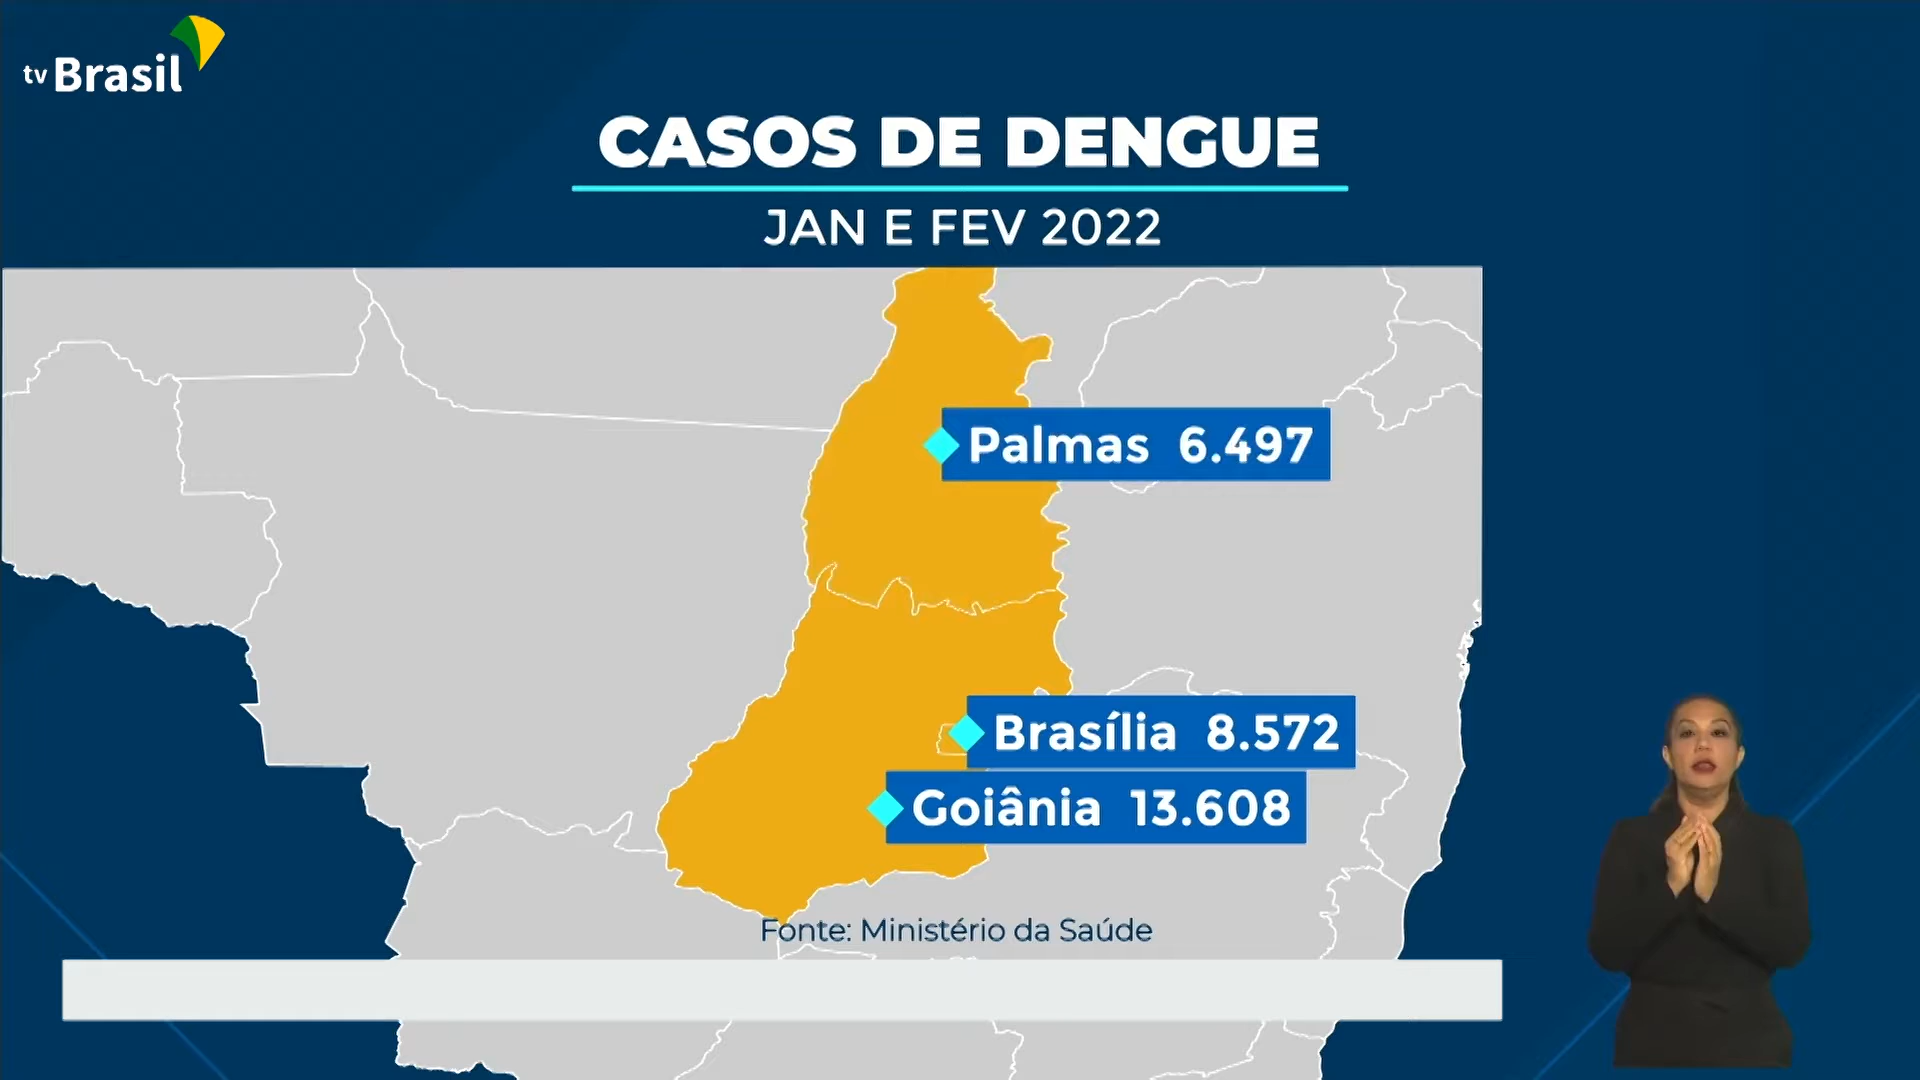 tv Brasil
CASOS DE DENGUE
JAN E FEV 2022
Palmas 6.497
Brasília 8.572
Goiânia 13.608
Fonte: Ministério da Saúde